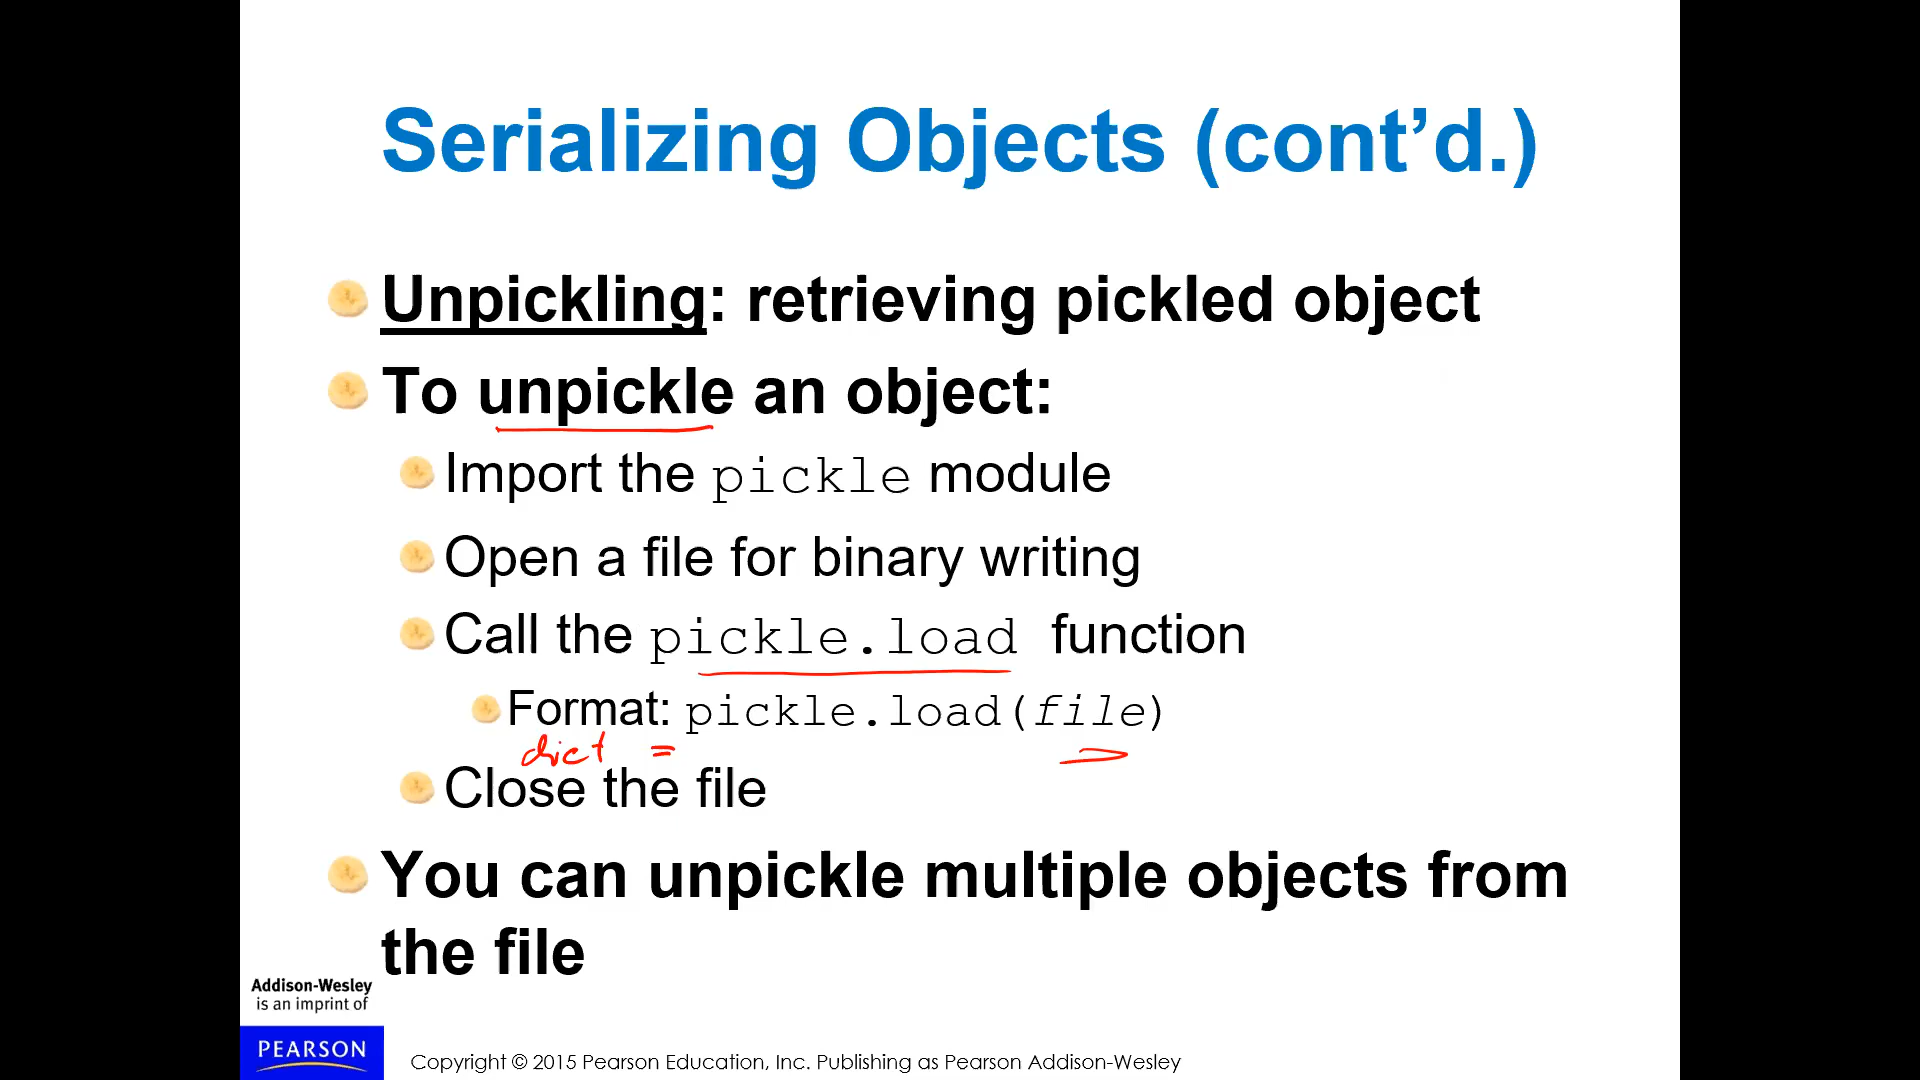 Serializing Objects (cont’d.)
Unpickling: retrieving pickled object
To unpickle an object:
Import the pickle module
Open a file for binary writing
Call the pickle.load function
Format: pickle.load(file)
dict =
Close the file
You can unpickle multiple objects from
the file
Addison-Wesley
is an imprint of
PEARSON
Copyright © 2015 Pearson Education, Inc. Publishing as Pearson Addison-Wesley